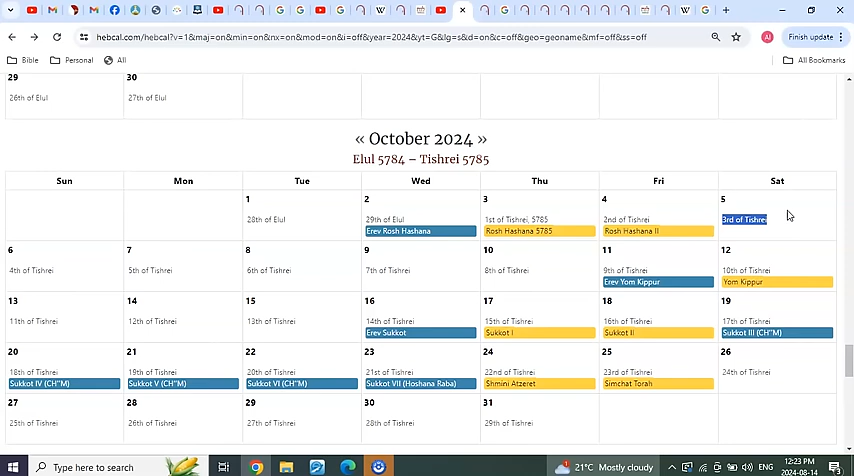 Finish update
hebcal.com/hebcal?v=1&maj=on&min=on&nx=on&mod=on&i=off&year=2024&yt=G&lg=s&d=on&c=off&geo=geoname&mf=off&ss=off
Bible Personal All All Bookmarks
29 30
26th of Elul 27th of Elul
« October 2024 »
Elul 5784 – Tishrei 5785
Sun Mon Tue Wed Thu Fri Sat
1 2 3 4 5
28th of Elul 29th of Elul 1st of Tishrei, 5785 2nd of Tishrei 3rd of Tishrei
Erev Rosh Hashana Rosh Hashana 5785 Rosh Hashana II
6 7 8 9 10 11 12
4th of Tishrei 5th of Tishrei 6th of Tishrei 7th of Tishrei 8th of Tishrei 9th of Tishrei 10th of Tishrei
Erev Yom Kippur Yom Kippur
13 14 15 16 17 18 19
11th of Tishrei 12th of Tishrei 13th of Tishrei 14th of Tishrei 15th of Tishrei 16th of Tishrei 17th of Tishrei
Erev Sukkot Sukkot I Sukkot II Sukkot III (CH"M)
20 21 22 23 24 25 26
18th of Tishrei 19th of Tishrei 20th of Tishrei 21st of Tishrei 22nd of Tishrei 23rd of Tishrei 24th of Tishrei
Sukkot IV (CH"M) Sukkot V (CH"M) Sukkot VI (CH"M) Sukkot VII (Hoshana Raba) Shmini Atzeret Simchat Torah
27 28 29 30 31
25th of Tishrei 26th of Tishrei 27th of Tishrei 28th of Tishrei 29th of Tishrei
Type here to search 21°C Mostly cloudy ENG 12:23 PM
2024-08-14